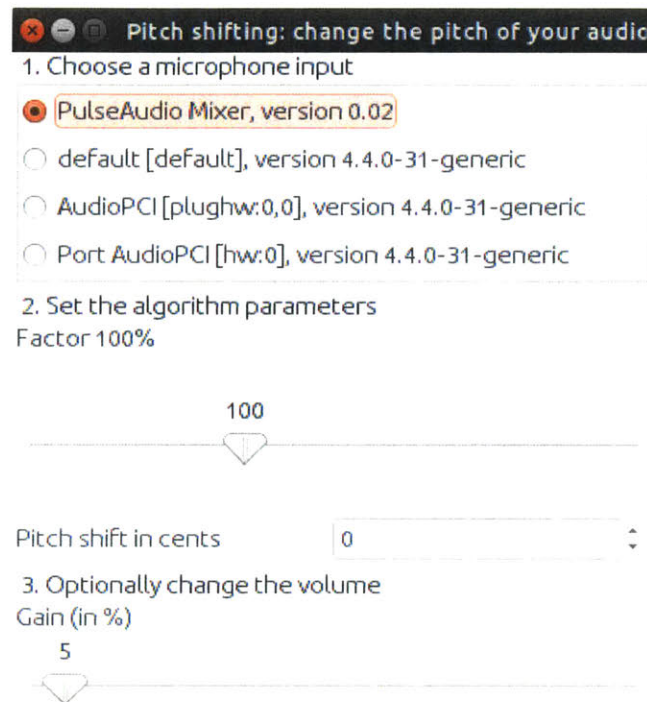 Pitch shifting: change the pitch of your audio
1. Choose a microphone input
PulseAudio Mixer, version 0.02
default [default], version 4.4.0-31-generic
AudioPCI [plughw:0,0], version 4.4.0-31-generic
Port AudioPCI [hw:0], version 4.4.0-31-generic
2. Set the algorithm parameters
Factor 100%
100
Pitch shift in cents 0
3. Optionally change the volume
Gain (in %)
5